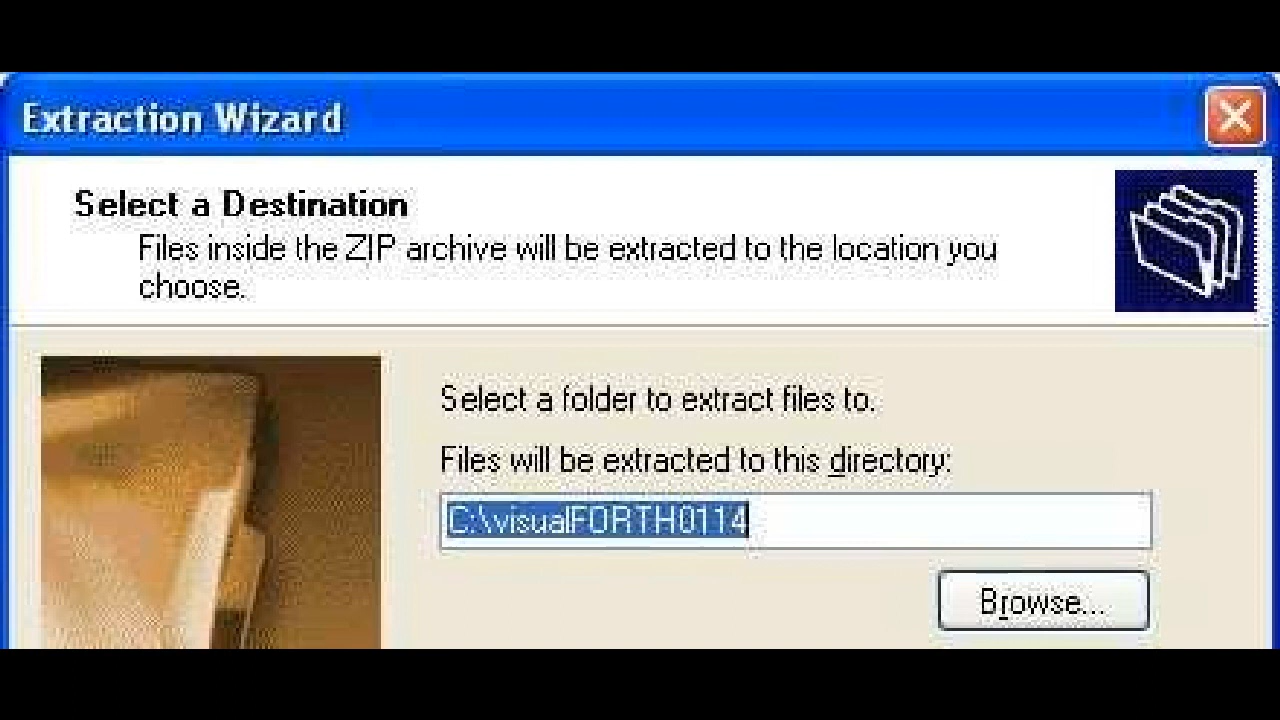 Extraction Wizard
Select a Destination
Files inside the ZIP archive will be extracted to the location you
choose.
Select a folder to extract files to.
Files will be extracted to this directory:
C:\visualFORTH0114
Browse...